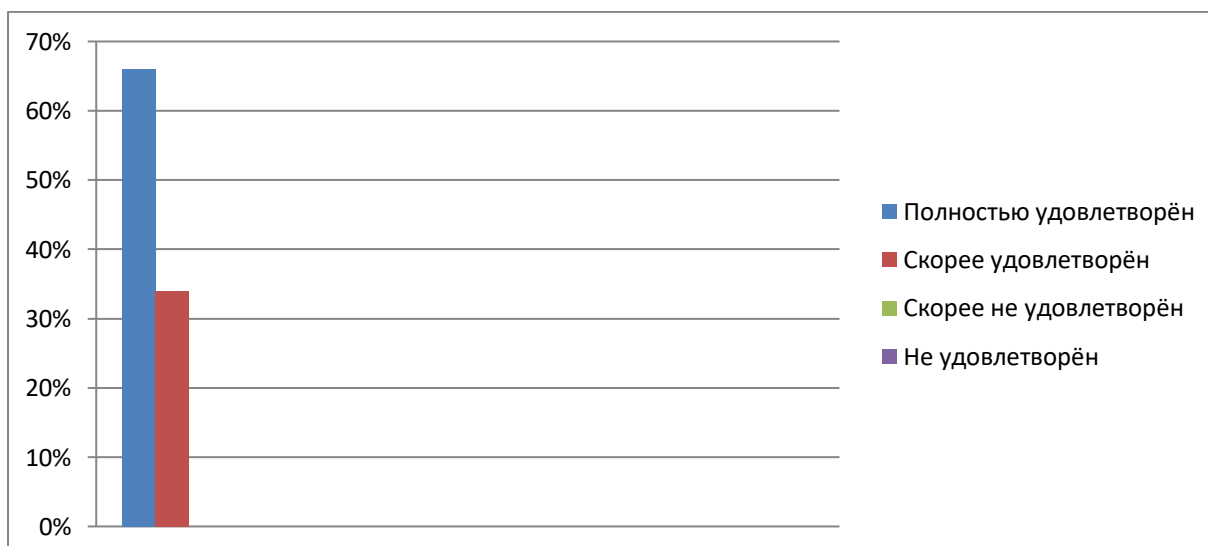 70%
60%
50%
40%
30%
20%
10%
0%
Полностью удовлетворён
Скорее удовлетворён
Скорее не удовлетворён
Не удовлетворён